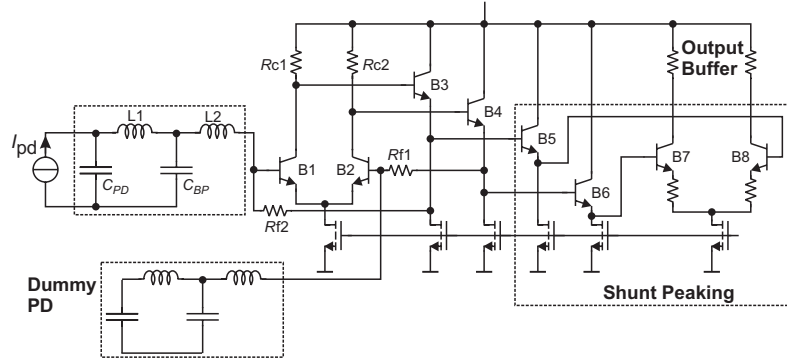 Rc1
Rc2
Output
Buffer
B3
B4
L1
L2
Ipd
CPD
CBP
B1
B2
Rf1
B5
B6
B7
B8
Rf2
Dummy
PD
Shunt Peaking